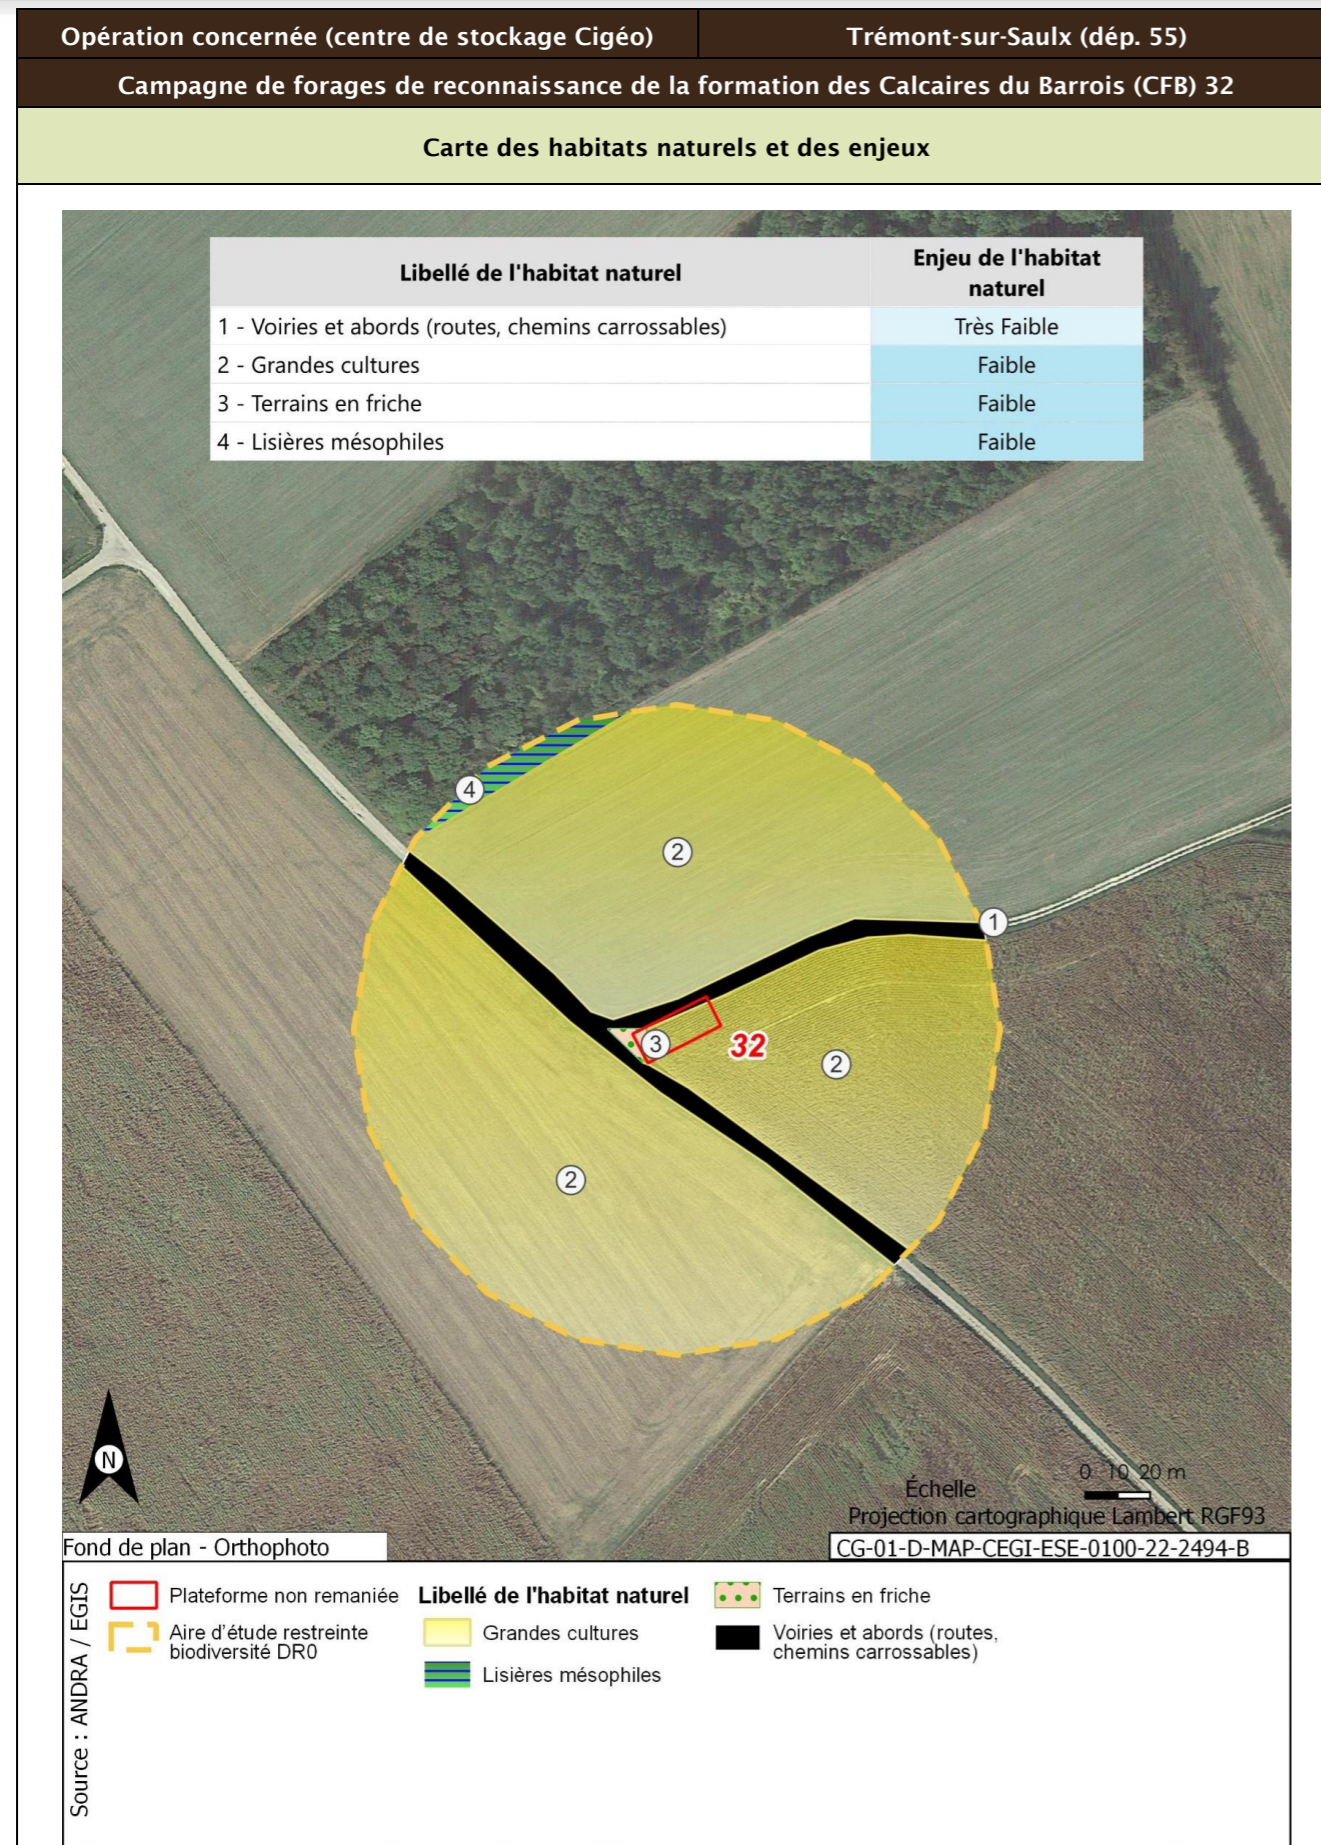 Opération concernée (centre de stockage Cigéo) Trémont-sur-Saulx (dép. 55)
Campagne de forages de reconnaissance de la formation des Calcaires du Barrois (CFB) 32
Carte des habitats naturels et des enjeux
Libellé de l'habitat naturel Enjeu de l'habitat
naturel
1 - Voiries et abords (routes, chemins carrossables) Très Faible
2 - Grandes cultures Faible
3 - Terrains en friche Faible
4 - Lisières mésophiles Faible
4
2
1
3
32
2
2
N
0 10 20 m
Échelle
Projection cartographique Lambert RGF93
Fond de plan - Orthophoto
CG-01-D-MAP-CEGI-ESE-0100-22-2494-B
Source : ANDRA / EGIS
Plateforme non remaniée
Aire d'étude restreinte
biodiversité DR0
Libellé de l'habitat naturel
Grandes cultures
Lisières mésophiles
Terrains en friche
Voiries et abords (routes,
chemins carrossables)